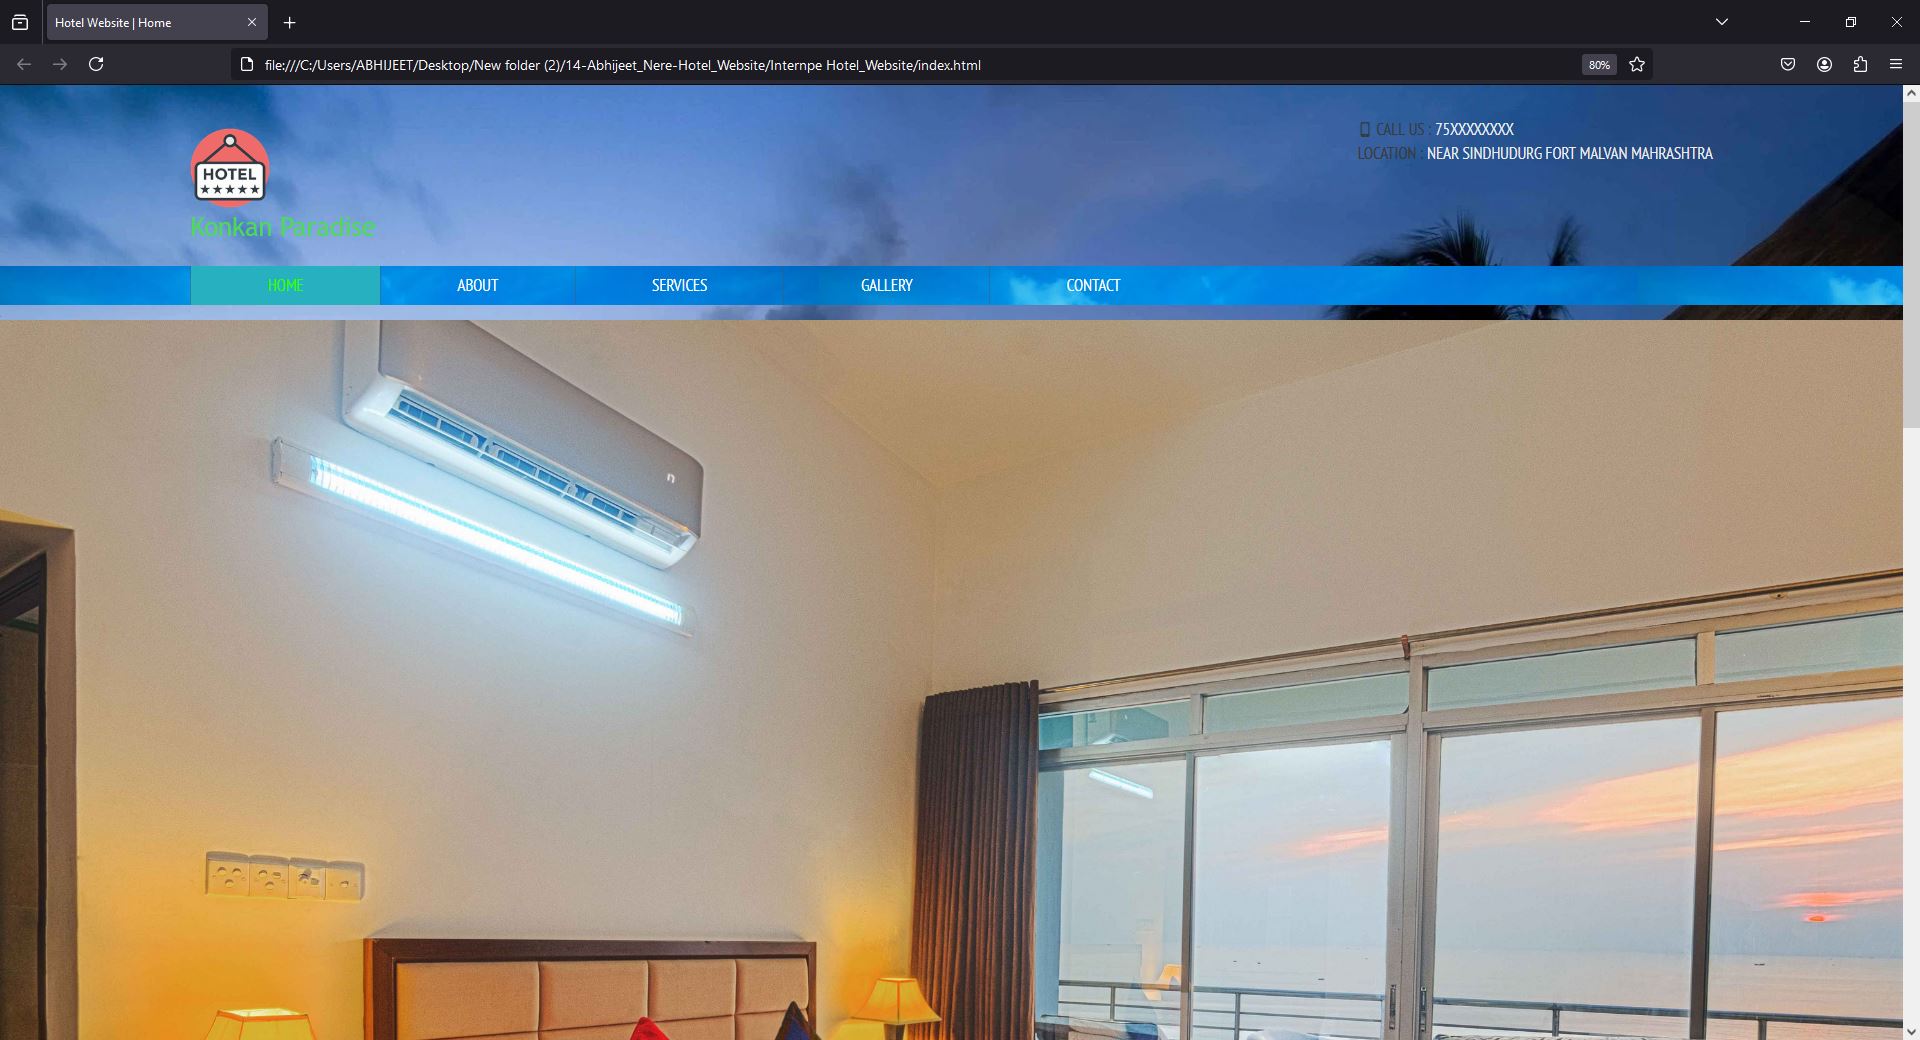 Hotel Website | Home
file:///C:/Users/ABHIJEET/Desktop/New folder (2)/14-Abhijeet_Nere-Hotel_Website/Internpe Hotel_Website/index.html
80%
CALL US : 75XXXXXXXX
LOCATION : NEAR SINDHUDURG FORT MALVAN MAHRASHTRA
HOTEL
Konkan Paradise
HOME
ABOUT
SERVICES
GALLERY
CONTACT
n